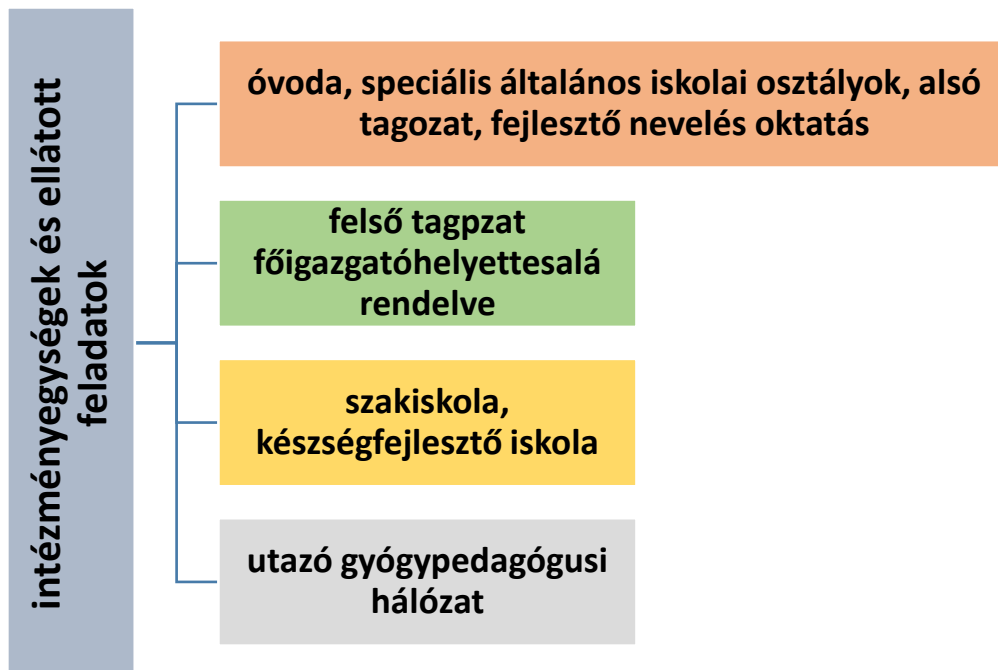 intézményegységek és ellátott
feladatok
óvoda, speciális általános iskolai osztályok, alsó
tagozat, fejlesztő nevelés oktatás
felső tagpzat
főigazgatóhelyettesalá
rendelve
szakiskola,
készségfejlesztő iskola
utazó gyógypedagógusi
hálózat